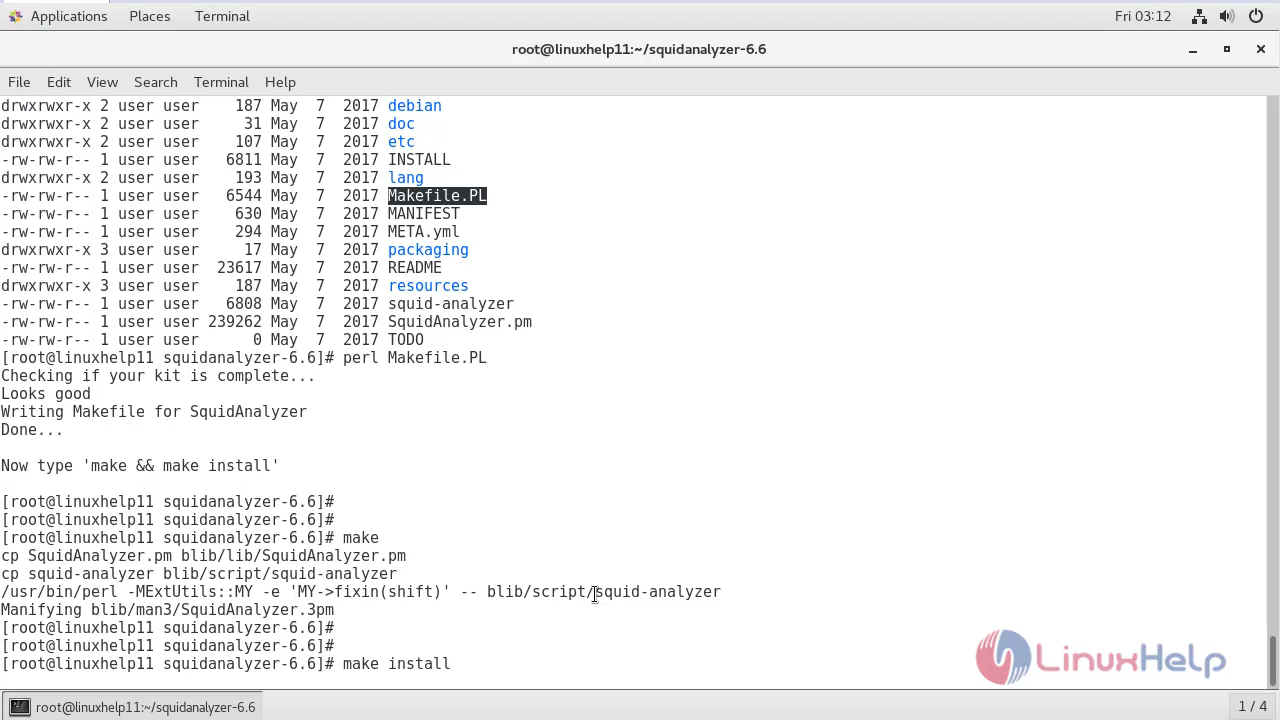 Applications Places Terminal Fri 03:12
root@linuxhelp11:~/squidanalyzer-6.6
File Edit View Search Terminal Help
drwxrwxr-x 2 user user    187 May  7  2017 debian
drwxrwxr-x 2 user user     31 May  7  2017 doc
drwxrwxr-x 2 user user    107 May  7  2017 etc
-rw-rw-r-- 1 user user   6811 May  7  2017 INSTALL
drwxrwxr-x 2 user user    193 May  7  2017 lang
-rw-rw-r-- 1 user user   6544 May  7  2017 Makefile.PL
-rw-rw-r-- 1 user user    630 May  7  2017 MANIFEST
-rw-rw-r-- 1 user user    294 May  7  2017 META.yml
drwxrwxr-x 3 user user     17 May  7  2017 packaging
-rw-rw-r-- 1 user user  23617 May  7  2017 README
drwxrwxr-x 3 user user    187 May  7  2017 resources
-rw-rw-r-- 1 user user   6808 May  7  2017 squid-analyzer
-rw-rw-r-- 1 user user 239262 May  7  2017 SquidAnalyzer.pm
-rw-rw-r-- 1 user user      0 May  7  2017 TODO
[root@linuxhelp11 squidanalyzer-6.6]# perl Makefile.PL
Checking if your kit is complete...
Looks good
Writing Makefile for SquidAnalyzer
Done...
Now type 'make && make install'
[root@linuxhelp11 squidanalyzer-6.6]#
[root@linuxhelp11 squidanalyzer-6.6]#
[root@linuxhelp11 squidanalyzer-6.6]# make
cp SquidAnalyzer.pm blib/lib/SquidAnalyzer.pm
cp squid-analyzer blib/script/squid-analyzer
/usr/bin/perl -MExtUtils::MY -e 'MY->fixin(shift)' -- blib/script/squid-analyzer
Manifying blib/man3/SquidAnalyzer.3pm
[root@linuxhelp11 squidanalyzer-6.6]#
[root@linuxhelp11 squidanalyzer-6.6]#
[root@linuxhelp11 squidanalyzer-6.6]# make install
LinuxHelp
root@linuxhelp11:~/squidanalyzer-6.6 1 / 4